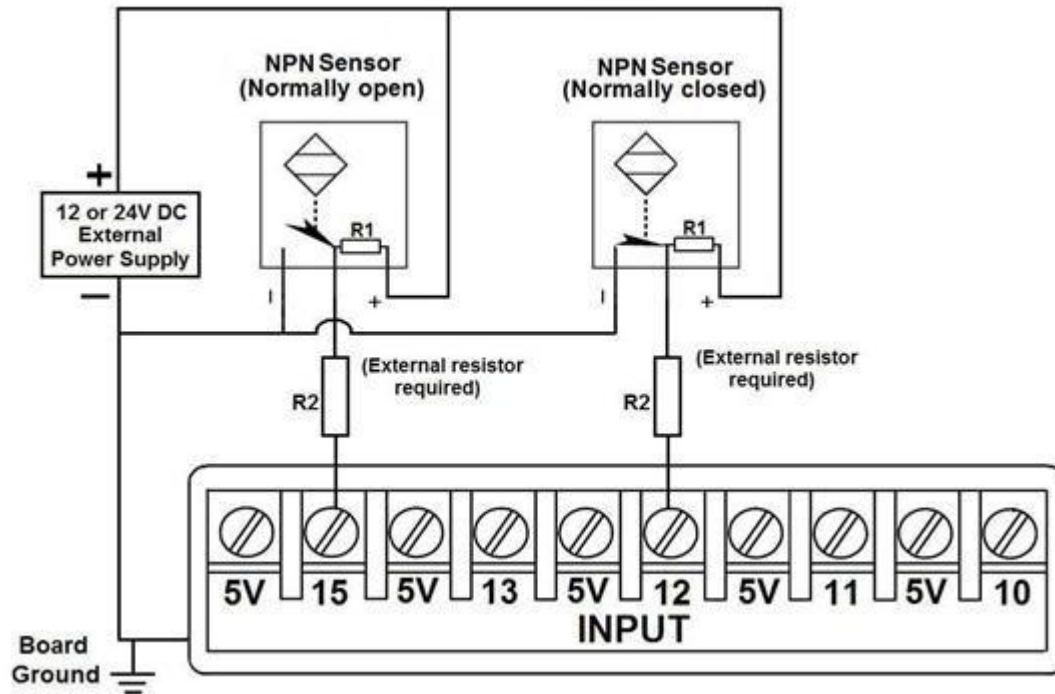 NPN Sensor
(Normally open)
NPN Sensor
(Normally closed)
+
12 or 24V DC
External
Power Supply
−
R1
R1
−
+
−
+
R2
(External resistor
required)
R2
(External resistor
required)
5V 15 5V 13 5V 12 5V 11 5V 10
INPUT
Board
Ground